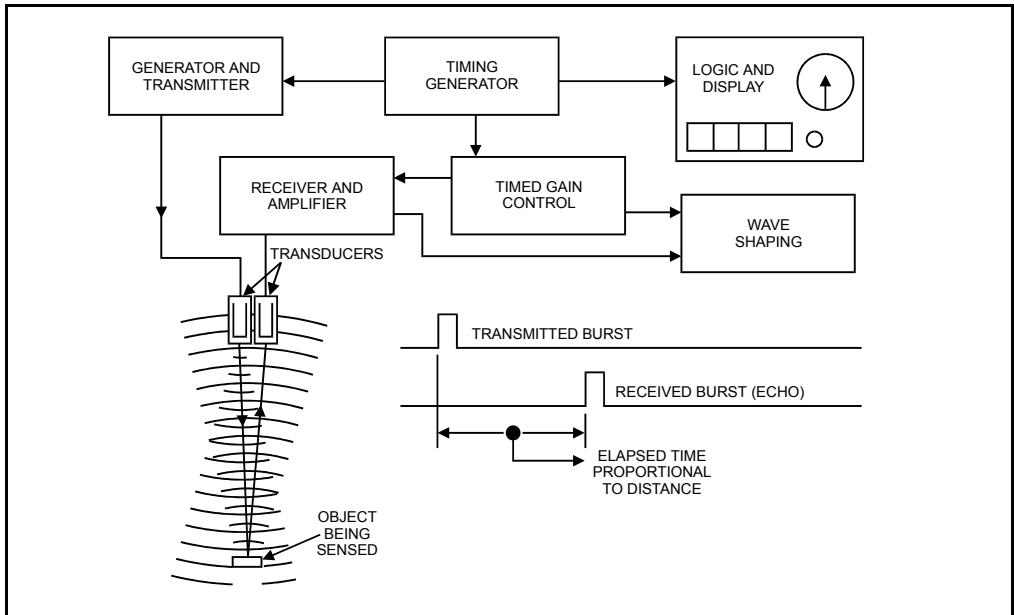 GENERATOR AND
TRANSMITTER
TIMING
GENERATOR
LOGIC AND
DISPLAY
RECEIVER AND
AMPLIFIER
TIMED GAIN
CONTROL
WAVE
SHAPING
TRANSDUCERS
TRANSMITTED BURST
RECEIVED BURST (ECHO)
ELAPSED TIME
PROPORTIONAL
TO DISTANCE
OBJECT
BEING
SENSED